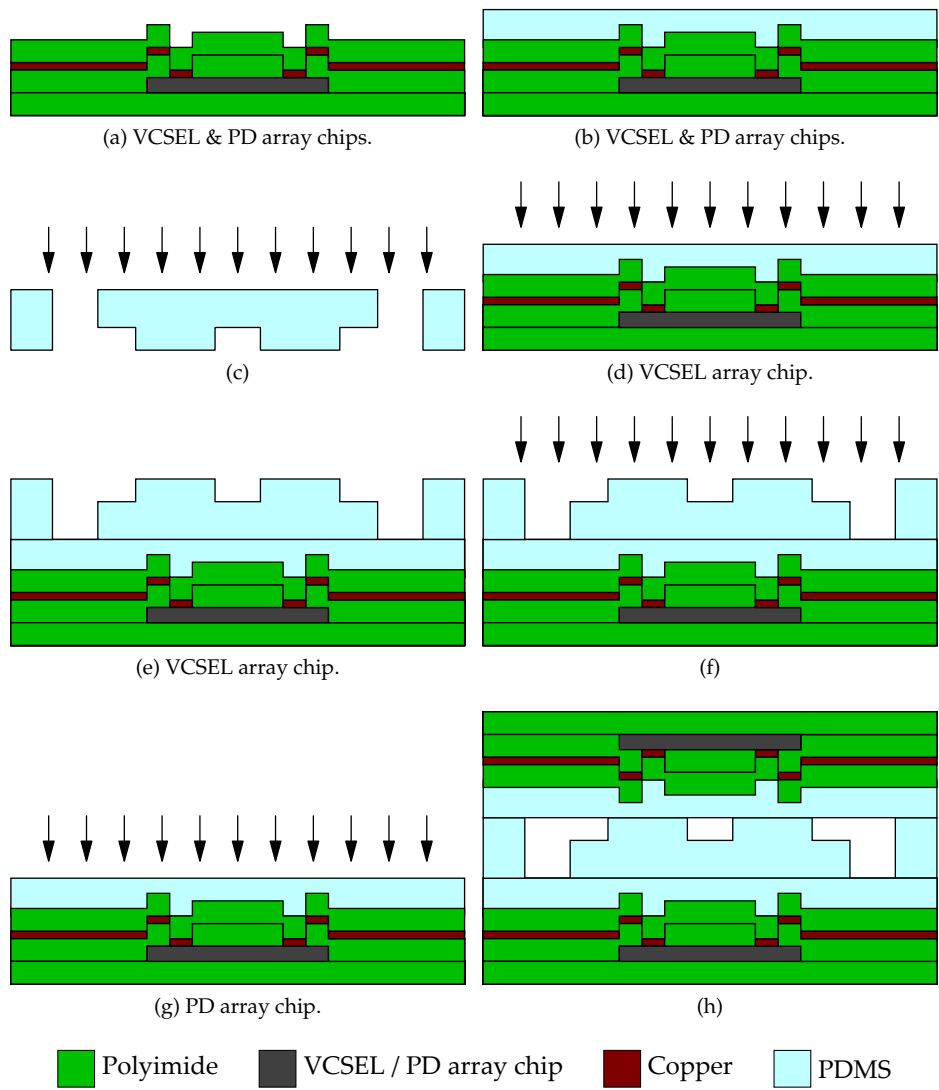 (a) VCSEL & PD array chips.
(b) VCSEL & PD array chips.
(c)
(d) VCSEL array chip.
(e) VCSEL array chip.
(f)
(g) PD array chip.
(h)
Polyimide
VCSEL / PD array chip
Copper
PDMS